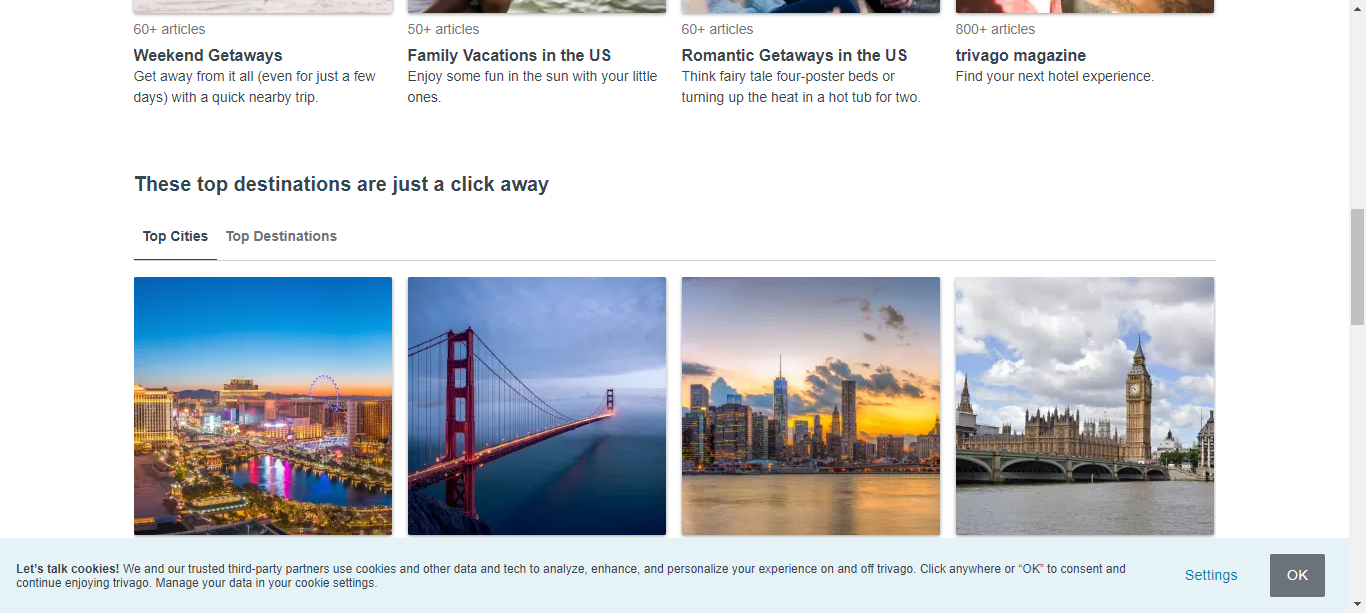 60+ articles
50+ articles
60+ articles
800+ articles
Weekend Getaways
Family Vacations in the US
Romantic Getaways in the US
trivago magazine
Get away from it all (even for just a few
days) with a quick nearby trip.
Enjoy some fun in the sun with your little
ones.
Think fairy tale four-poster beds or
turning up the heat in a hot tub for two.
Find your next hotel experience.
These top destinations are just a click away
Top Cities
Top Destinations
Let's talk cookies! We and our trusted third-party partners use cookies and other data and tech to analyze, enhance, and personalize your experience on and off trivago. Click anywhere or “OK” to consent and
continue enjoying trivago. Manage your data in your cookie settings.
Settings
OK